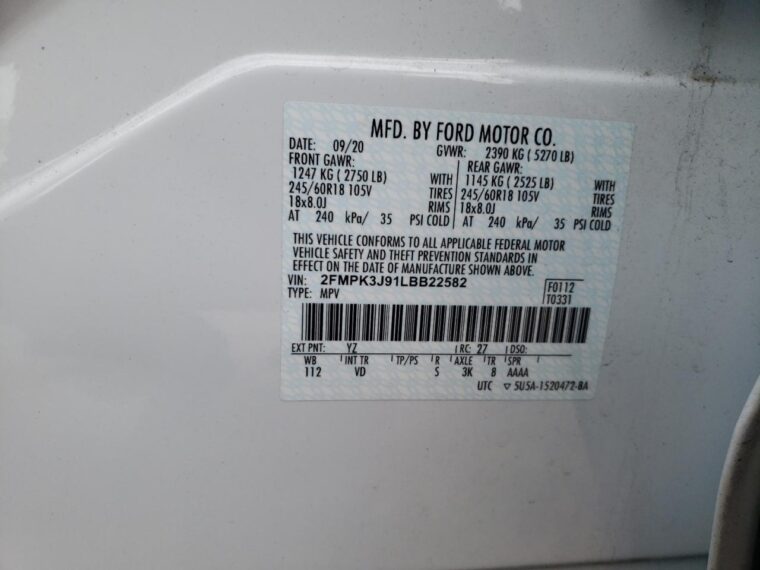 MFD. BY FORD MOTOR CO.
DATE: 09/20 GVWR: 2390 KG ( 5270 LB)
FRONT GAWR: REAR GAWR:
1247 KG ( 2750 LB) WITH 1145 KG ( 2525 LB) WITH
245/60R18 105V TIRES 245/60R18 105V TIRES
18x8.0J RIMS 18x8.0J RIMS
AT 240 kPa/ 35 PSI COLD AT 240 kPa/ 35 PSI COLD
THIS VEHICLE CONFORMS TO ALL APPLICABLE FEDERAL MOTOR
VEHICLE SAFETY AND THEFT PREVENTION STANDARDS IN
EFFECT ON THE DATE OF MANUFACTURE SHOWN ABOVE.
VIN: 2FMPK3J91LBB22582 F0112
TYPE: MPV T0331
EXT PNT: YZ RC: 27 DSO:
WB INT TR TP/PS R AXLE TR SPR
112 VD S 3K 8 AAAA
UTC ▽ 5U5A-1520472-BA